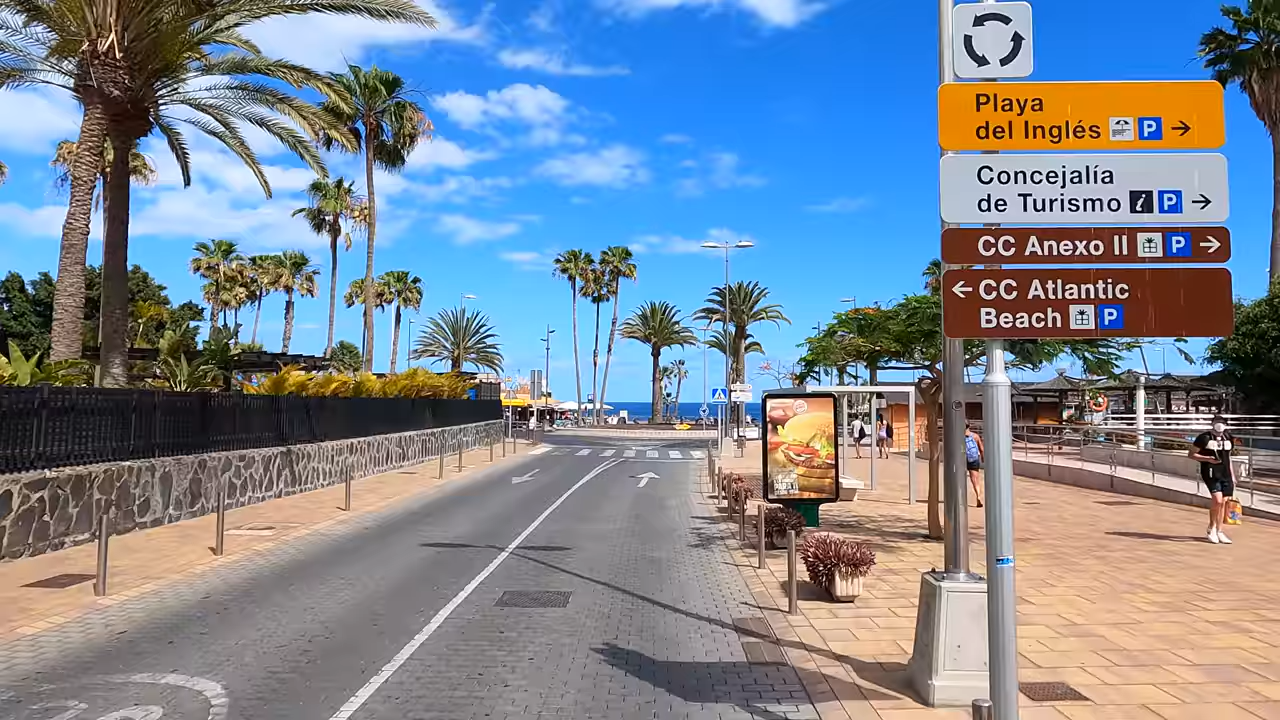 Playa
del Inglés P
Concejalía
de Turismo i P
CC Anexo II P
CC Atlantic
Beach P